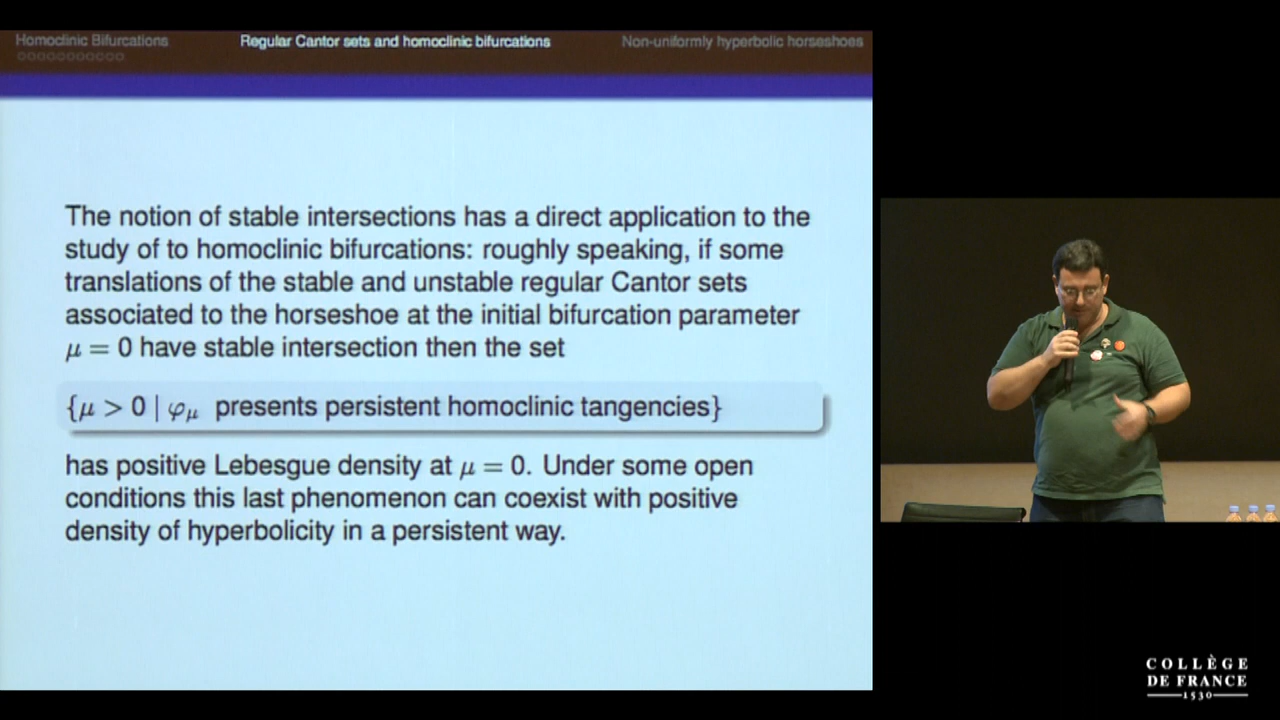 Homoclinic Bifurcations Regular Cantor sets and homoclinic bifurcations Non-uniformly hyperbolic horseshoes
The notion of stable intersections has a direct application to the
study of to homoclinic bifurcations: roughly speaking, if some
translations of the stable and unstable regular Cantor sets
associated to the horseshoe at the initial bifurcation parameter
μ = 0 have stable intersection then the set
{μ > 0 | φμ presents persistent homoclinic tangencies}
has positive Lebesgue density at μ = 0. Under some open
conditions this last phenomenon can coexist with positive
density of hyperbolicity in a persistent way.
COLLÈGE
DE FRANCE
1530